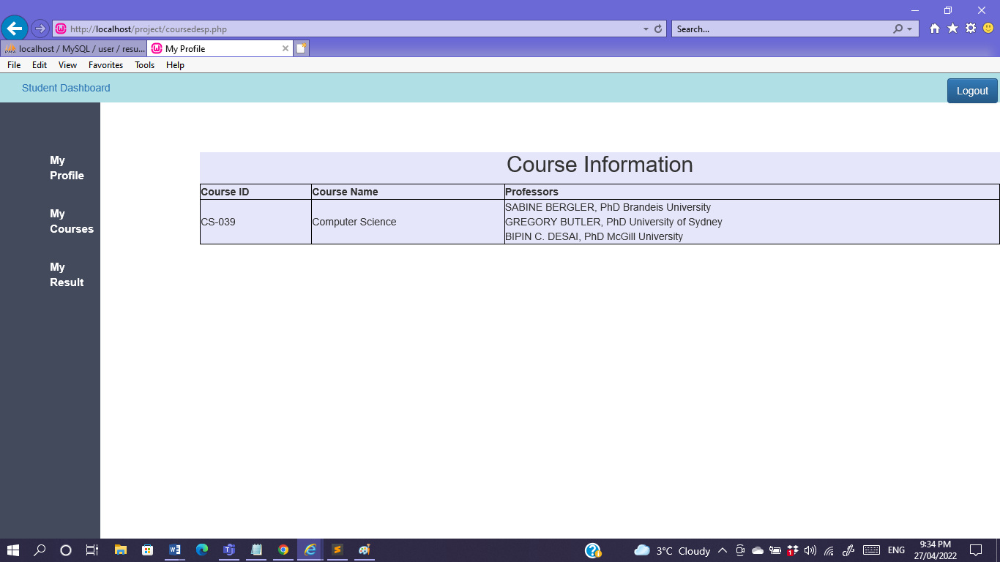 http://localhost/project/coursedesp.php
Search...
localhost / MySQL / user / resu...
My Profile
File Edit View Favorites Tools Help
Student Dashboard
Logout
My
Profile
My
Courses
My
Result
Course Information
Course ID Course Name Professors
CS-039 Computer Science
SABINE BERGLER, PhD Brandeis University
GREGORY BUTLER, PhD University of Sydney
BIPIN C. DESAI, PhD McGill University
3°C Cloudy
ENG
9:34 PM
27/04/2022